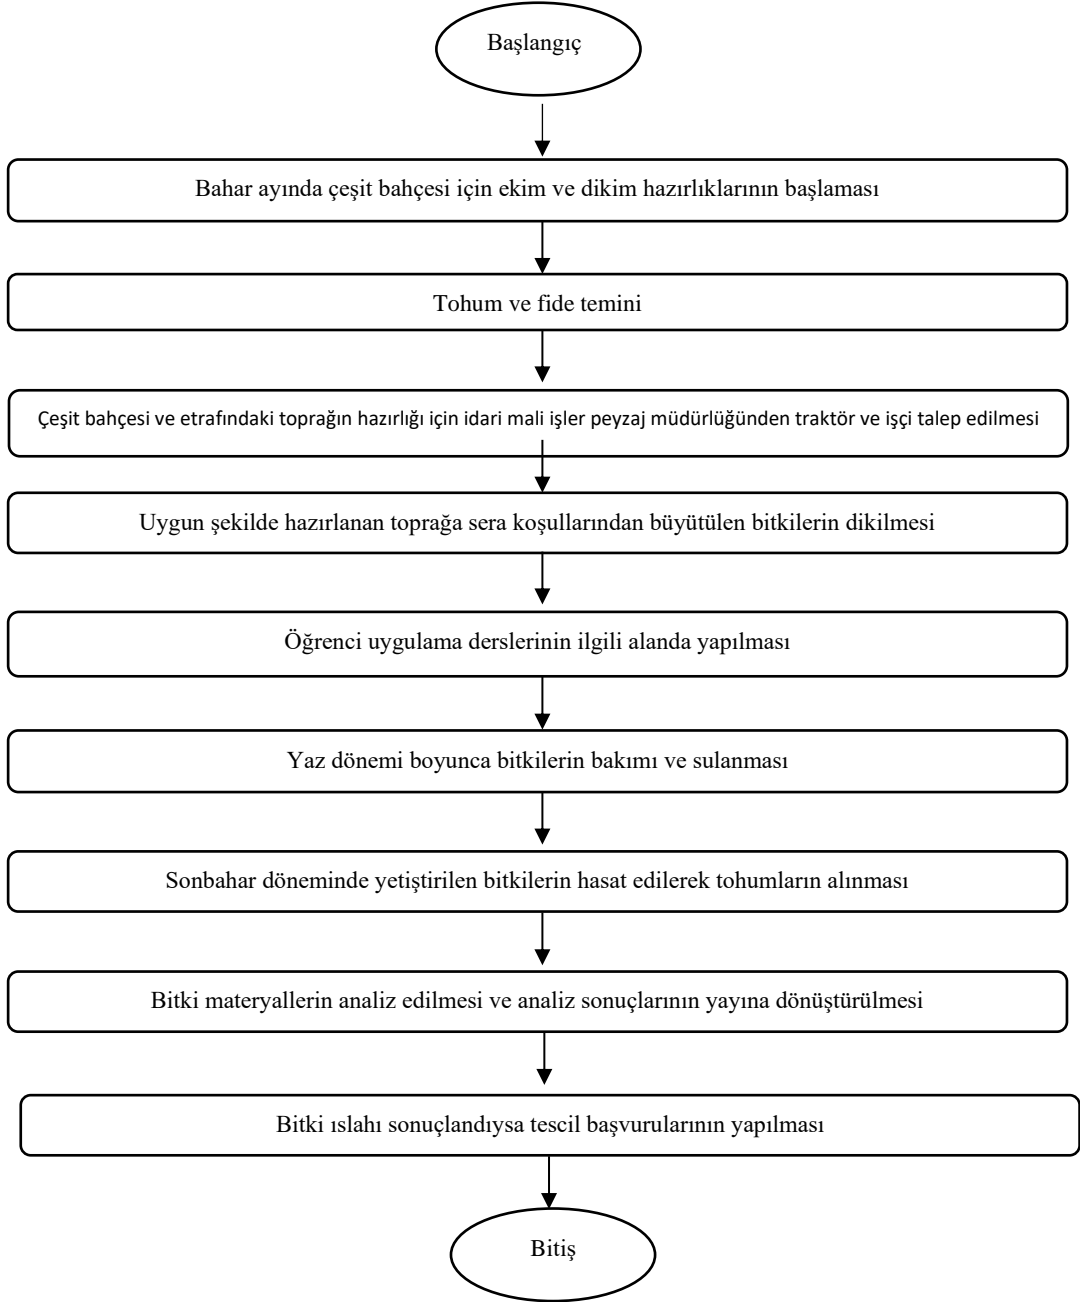 Başlangıç
Bahar ayında çeşit bahçesi için ekim ve dikim hazırlıklarının başlaması
Tohum ve fide temini
Çeşit bahçesi ve etrafındaki toprağın hazırlığı için idari mali işler peyzaj müdürlüğünden traktör ve işçi talep edilmesi
Uygun şekilde hazırlanan toprağa sera koşullarından büyütülen bitkilerin dikilmesi
Öğrenci uygulama derslerinin ilgili alanda yapılması
Yaz dönemi boyunca bitkilerin bakımı ve sulanması
Sonbahar döneminde yetiştirilen bitkilerin hasat edilerek tohumların alınması
Bitki materyallerin analiz edilmesi ve analiz sonuçlarının yayına dönüştürülmesi
Bitki ıslahı sonuçlandıysa tescil başvurularının yapılması
Bitiş